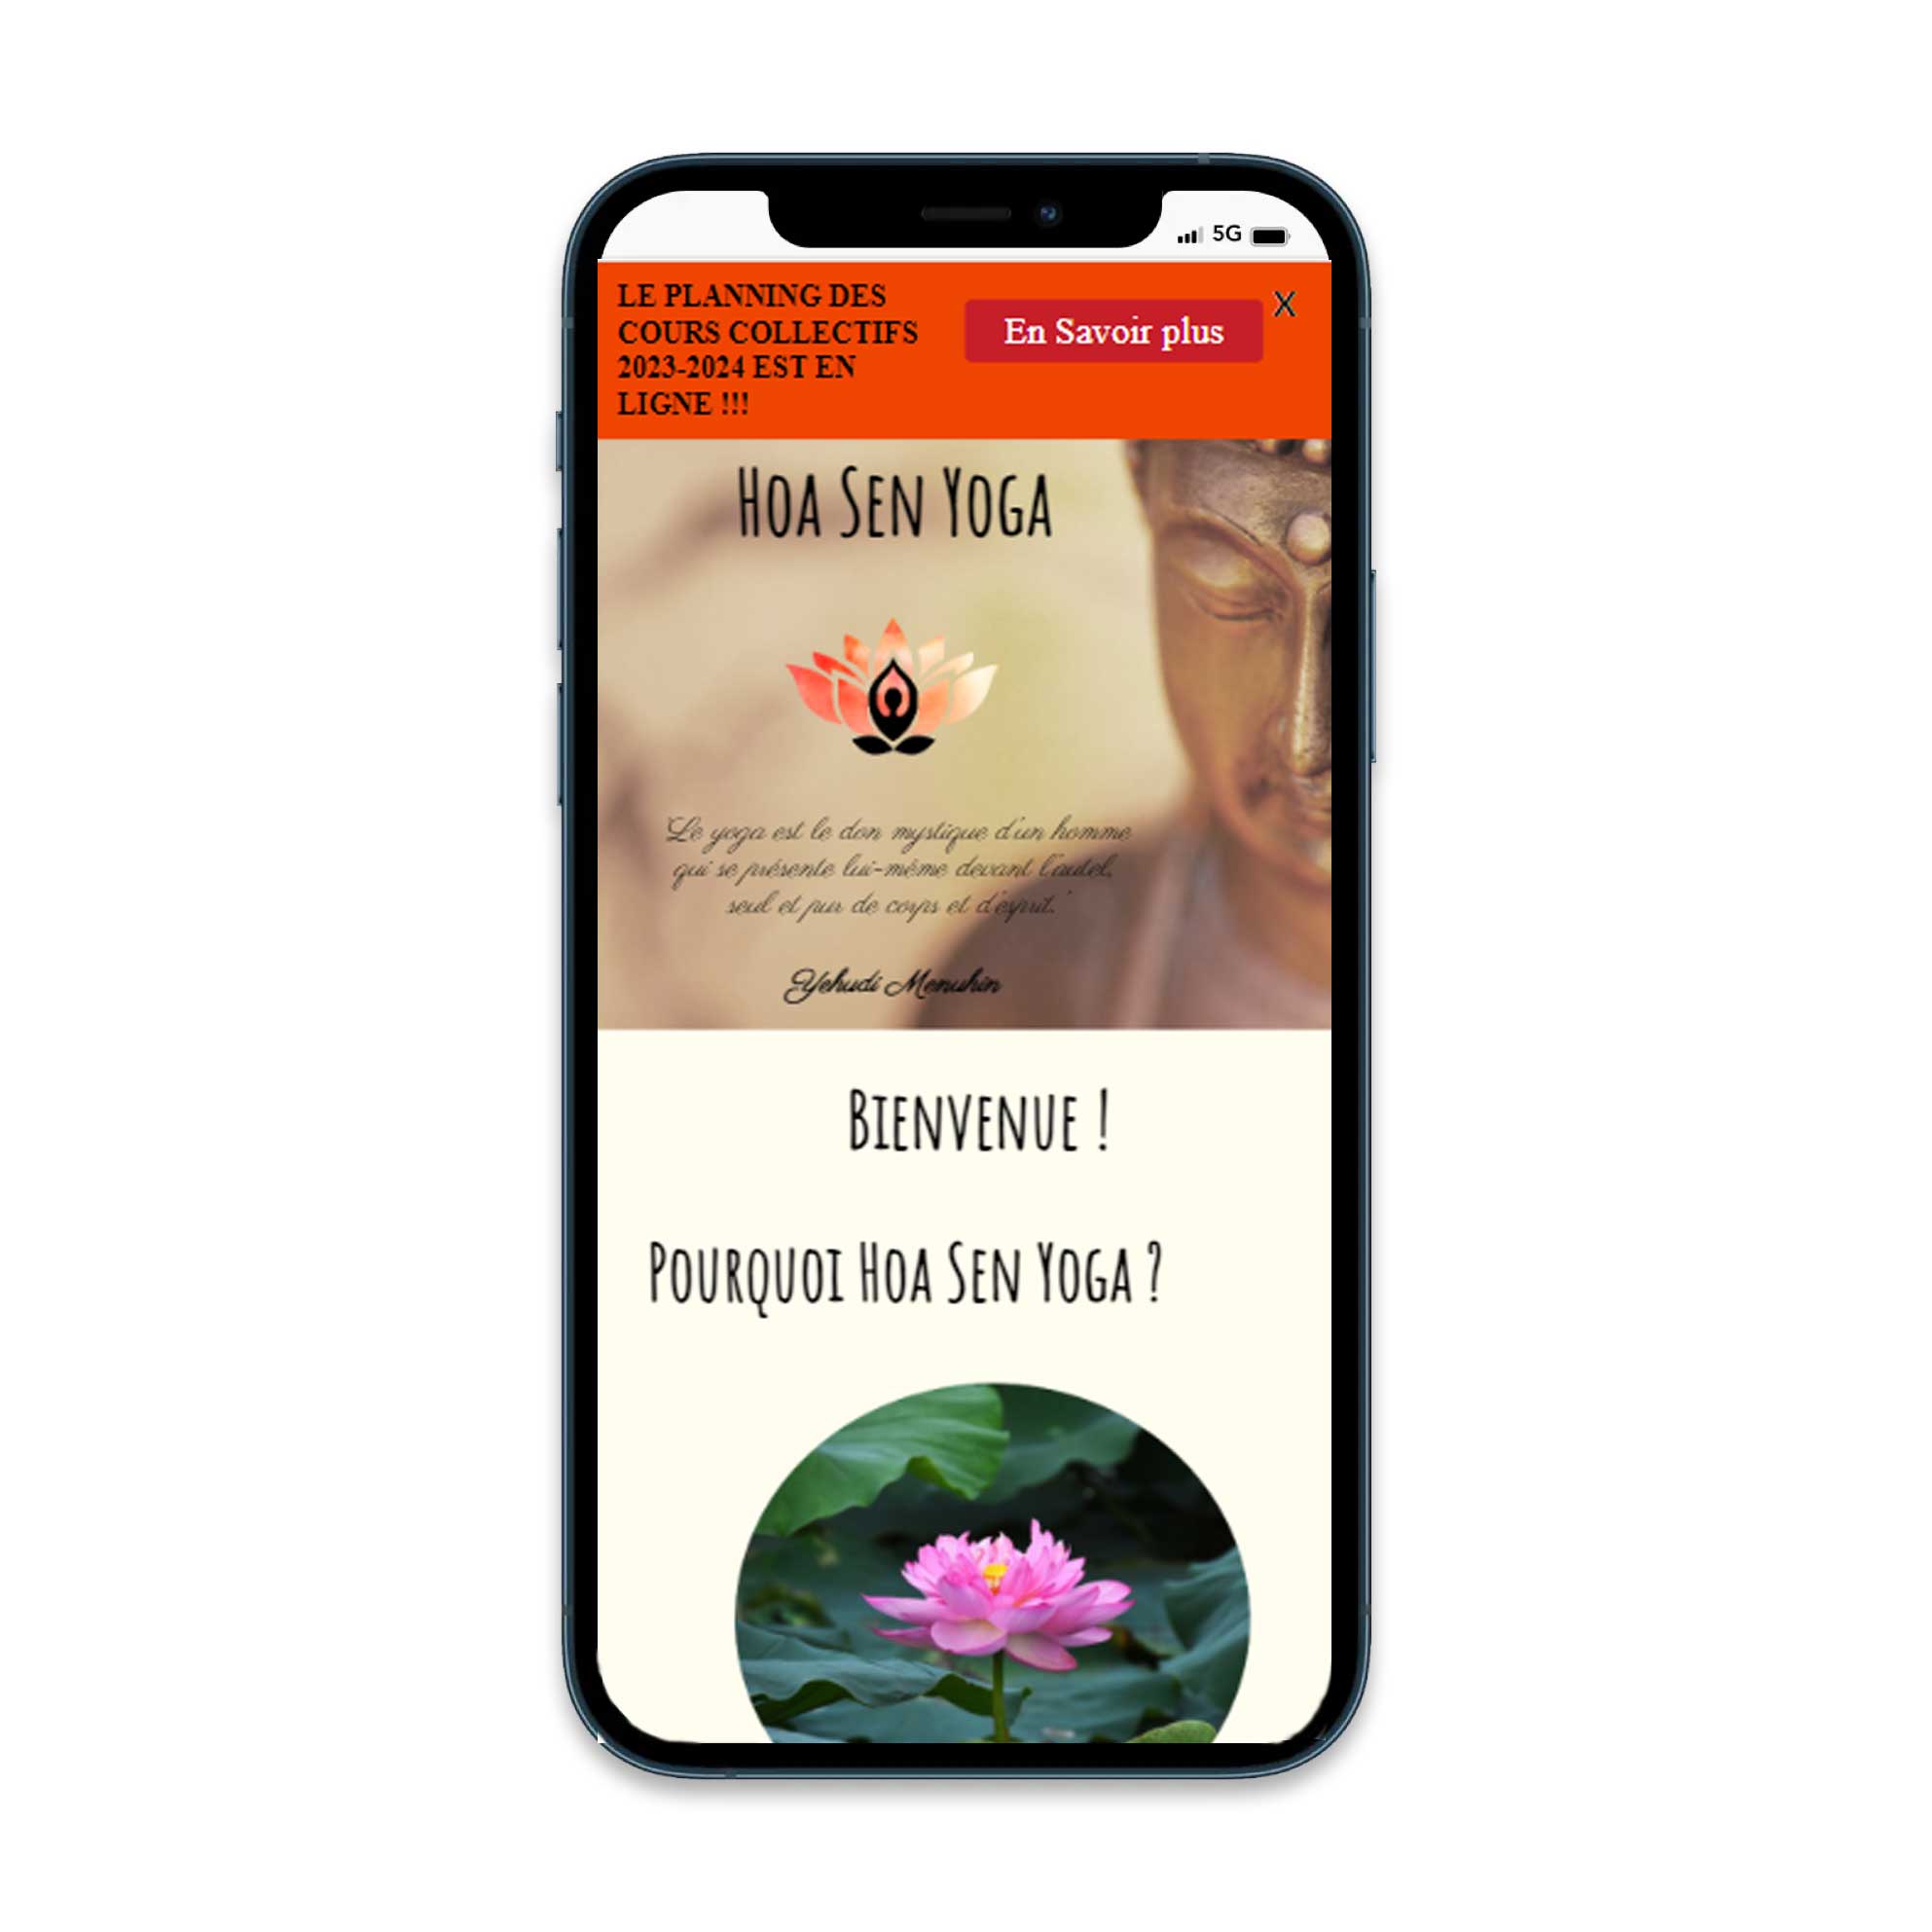 5G
LE PLANNING DES
COURS COLLECTIFS
2023-2024 EST EN
LIGNE !!!
En Savoir plus
X
HOA SEN YOGA
"Le yoga est le don mystique d'un homme
qui se présente lui-même devant l'autel,
seul et pur de corps et d'esprit."
Yehudi Menuhin
BIENVENUE !
POURQUOI HOA SEN YOGA ?